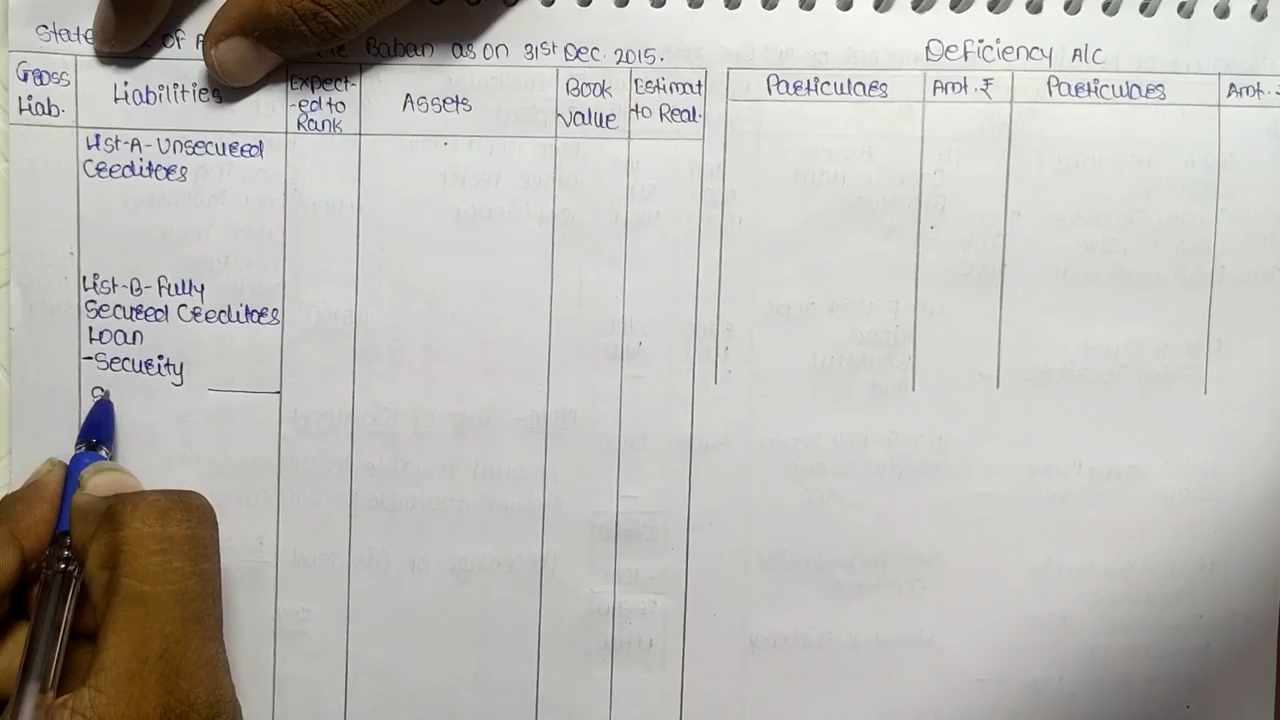 State of Baban as on 31st Dec. 2015.
Gross Liab.
Liabilities
Expect-
-ed to
Rank
Assets
Book
Value
Estimat
to Real.
List-A-Unsecured
Creditors
List-B-Fully
Secured Creditors
Loan
-Security
Deficiency A/c
Particulars
Amt. ₹
Particulars
Amt.